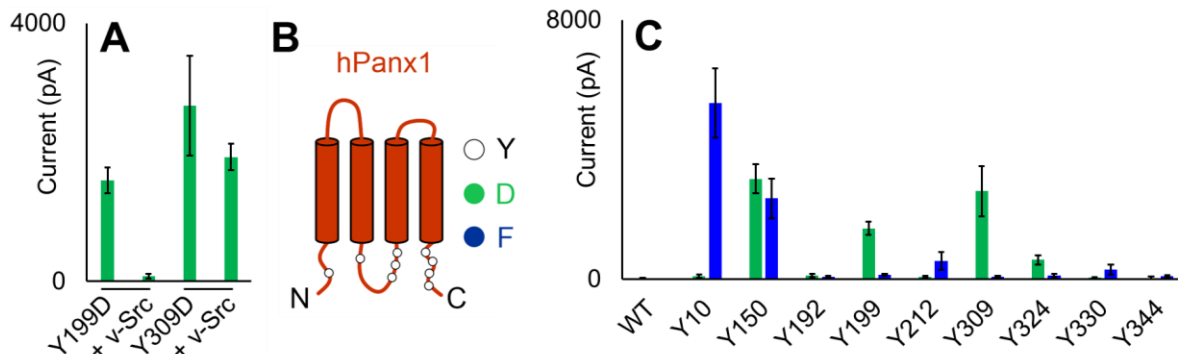 A
4000
Current (pA)
0
Y199D
+ v-Src
Y309D
+ v-Src
B
hPanx1
Y
D
F
N
C
C
8000
Current (pA)
0
WT
Y10
Y150
Y192
Y199
Y212
Y309
Y324
Y330
Y344